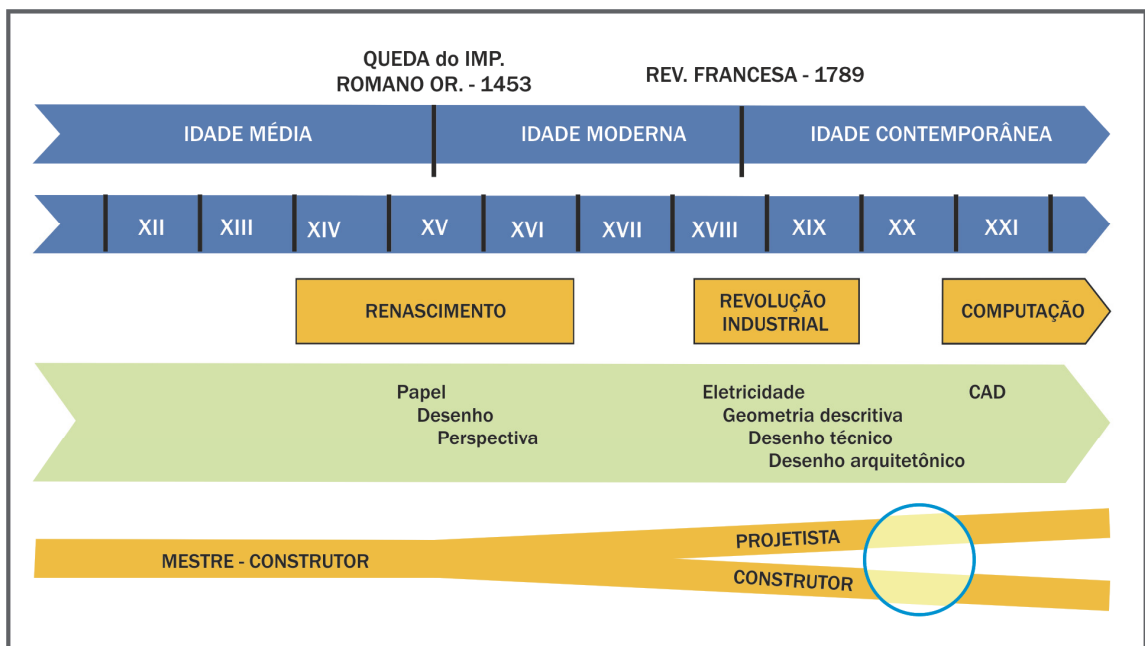 QUEDA do IMP.
ROMANO OR. - 1453
REV. FRANCESA - 1789
IDADE MÉDIA
IDADE MODERNA
IDADE CONTEMPORÂNEA
XII
XIII
XIV
XV
XVI
XVII
XVIII
XIX
XX
XXI
RENASCIMENTO
REVOLUÇÃO
INDUSTRIAL
COMPUTAÇÃO
Papel
Desenho
Perspectiva
Eletricidade
Geometria descritiva
Desenho técnico
Desenho arquitetônico
CAD
MESTRE - CONSTRUTOR
PROJETISTA
CONSTRUTOR